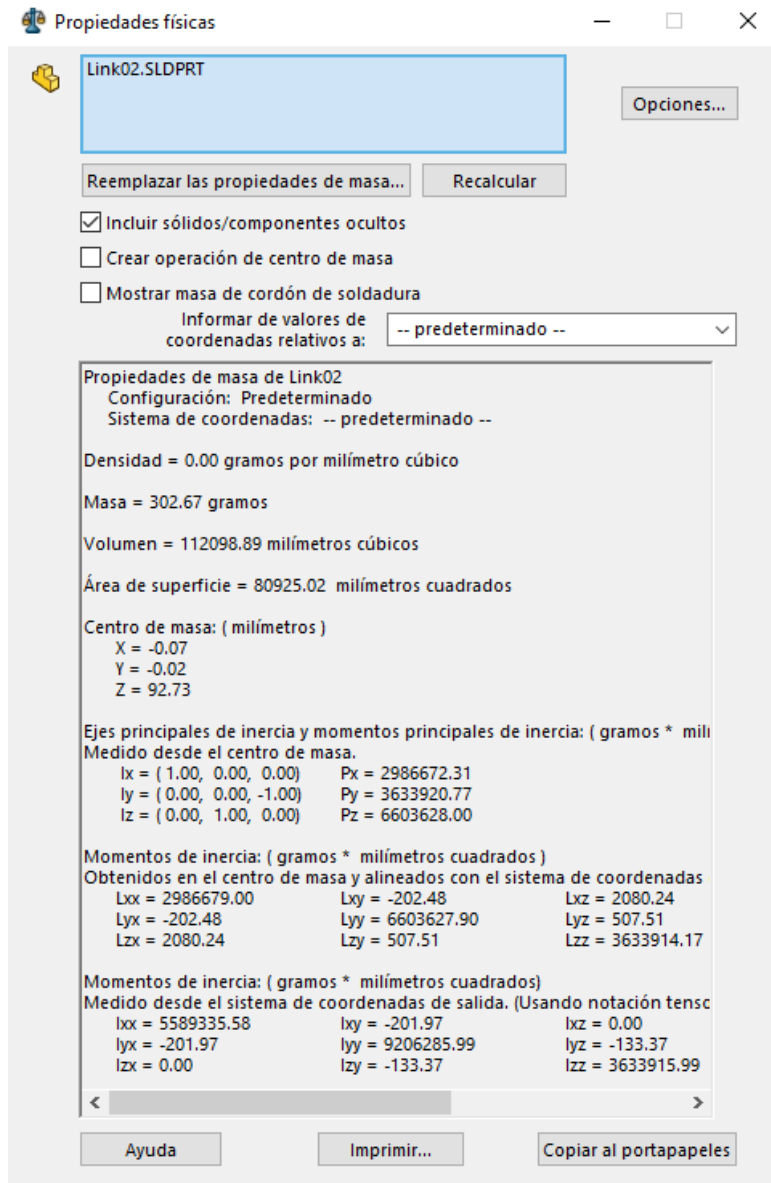 Propiedades físicas
Link02.SLDPRT
Opciones...
Reemplazar las propiedades de masa... Recalcular
Incluir sólidos/componentes ocultos
Crear operación de centro de masa
Mostrar masa de cordón de soldadura
Informar de valores de
coordenadas relativos a: -- predeterminado --
Propiedades de masa de Link02
Configuración: Predeterminado
Sistema de coordenadas: -- predeterminado --
Densidad = 0.00 gramos por milímetro cúbico
Masa = 302.67 gramos
Volumen = 112098.89 milímetros cúbicos
Área de superficie = 80925.02 milímetros cuadrados
Centro de masa: ( milímetros )
X = -0.07
Y = -0.02
Z = 92.73
Ejes principales de inercia y momentos principales de inercia: ( gramos * mili
Medido desde el centro de masa.
Ix = ( 1.00, 0.00, 0.00) Px = 2986672.31
Iy = ( 0.00, 0.00, -1.00) Py = 3633920.77
Iz = ( 0.00, 1.00, 0.00) Pz = 6603628.00
Momentos de inercia: ( gramos * milímetros cuadrados )
Obtenidos en el centro de masa y alineados con el sistema de coordenadas
Lxx = 2986679.00 Lxy = -202.48 Lxz = 2080.24
Lyx = -202.48 Lyy = 6603627.90 Lyz = 507.51
Lzx = 2080.24 Lzy = 507.51 Lzz = 3633914.17
Momentos de inercia: ( gramos * milímetros cuadrados)
Medido desde el sistema de coordenadas de salida. (Usando notación tenso
Ixx = 5589335.58 Ixy = -201.97 Ixz = 0.00
Iyx = -201.97 Iyy = 9206285.99 Iyz = -133.37
Izx = 0.00 Izy = -133.37 Izz = 3633915.99
Ayuda Imprimir... Copiar al portapapeles